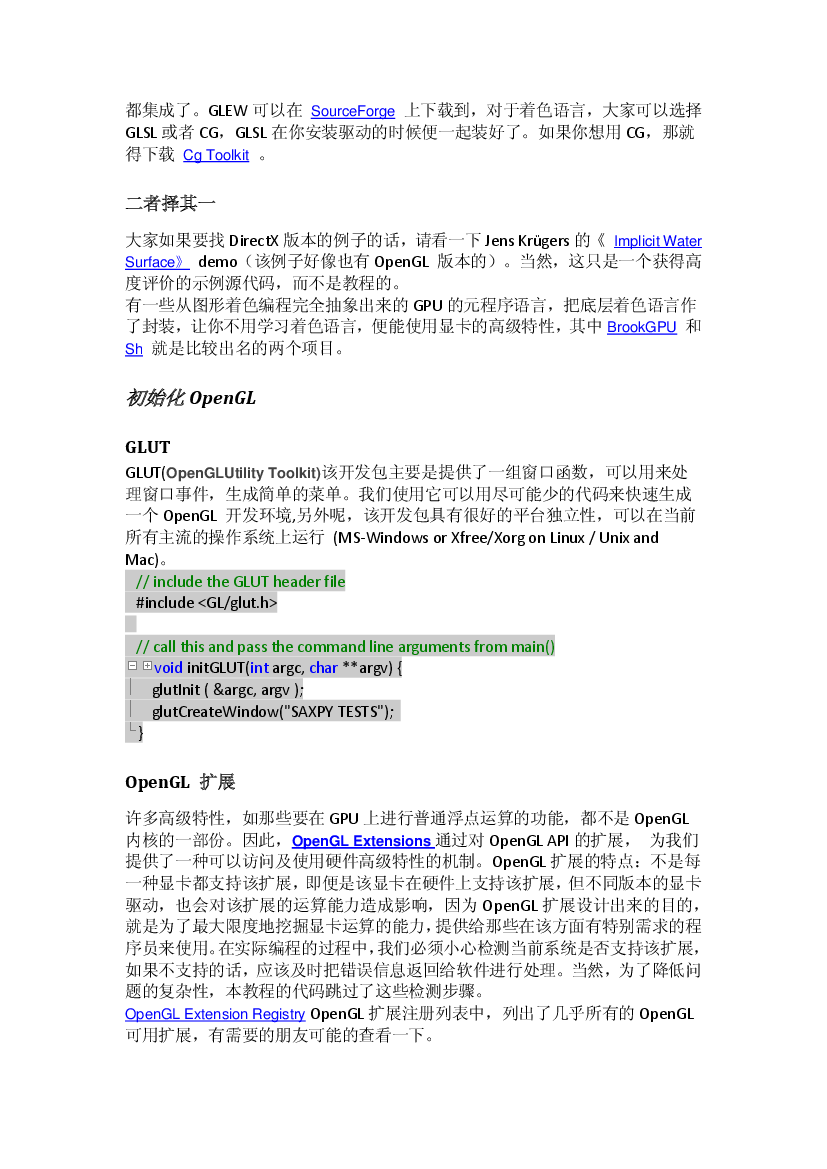 都集成了。GLEW 可以在 SourceForge 上下载到，对于着色语言，大家可以选择
GLSL 或者 CG，GLSL 在你安装驱动的时候便一起装好了。如果你想用 CG，那就
得下载 Cg Toolkit 。
二者择其一
大家如果要找 DirectX 版本的例子的话，请看一下 Jens Krügers 的《 Implicit Water
Surface》 demo（该例子好像也有 OpenGL 版本的）。当然，这只是一个获得高
度评价的示例源代码，而不是教程的。
有一些从图形着色编程完全抽象出来的 GPU 的元程序语言，把底层着色语言作
了封装，让你不用学习着色语言，便能使用显卡的高级特性，其中 BrookGPU 和
Sh 就是比较出名的两个项目。
初始化 OpenGL
GLUT
GLUT(OpenGLUtility Toolkit)该开发包主要是提供了一组窗口函数，可以用来处
理窗口事件，生成简单的菜单。我们使用它可以用尽可能少的代码来快速生成
一个 OpenGL 开发环境,另外呢，该开发包具有很好的平台独立性，可以在当前
所有主流的操作系统上运行 (MS-Windows or Xfree/Xorg on Linux / Unix and
Mac)。
// include the GLUT header file
#include <GL/glut.h>
// call this and pass the command line arguments from main()
void initGLUT(int argc, char **argv) {
glutInit ( &argc, argv );
glutCreateWindow("SAXPY TESTS");
}
OpenGL 扩展
许多高级特性，如那些要在 GPU 上进行普通浮点运算的功能，都不是 OpenGL
内核的一部份。因此，OpenGL Extensions 通过对 OpenGL API 的扩展， 为我们
提供了一种可以访问及使用硬件高级特性的机制。OpenGL 扩展的特点：不是每
一种显卡都支持该扩展，即便是该显卡在硬件上支持该扩展，但不同版本的显卡
驱动，也会对该扩展的运算能力造成影响，因为 OpenGL 扩展设计出来的目的，
就是为了最大限度地挖掘显卡运算的能力，提供给那些在该方面有特别需求的程
序员来使用。在实际编程的过程中，我们必须小心检测当前系统是否支持该扩展，
如果不支持的话，应该及时把错误信息返回给软件进行处理。当然，为了降低问
题的复杂性，本教程的代码跳过了这些检测步骤。
OpenGL Extension Registry OpenGL 扩展注册列表中，列出了几乎所有的 OpenGL
可用扩展，有需要的朋友可能的查看一下。